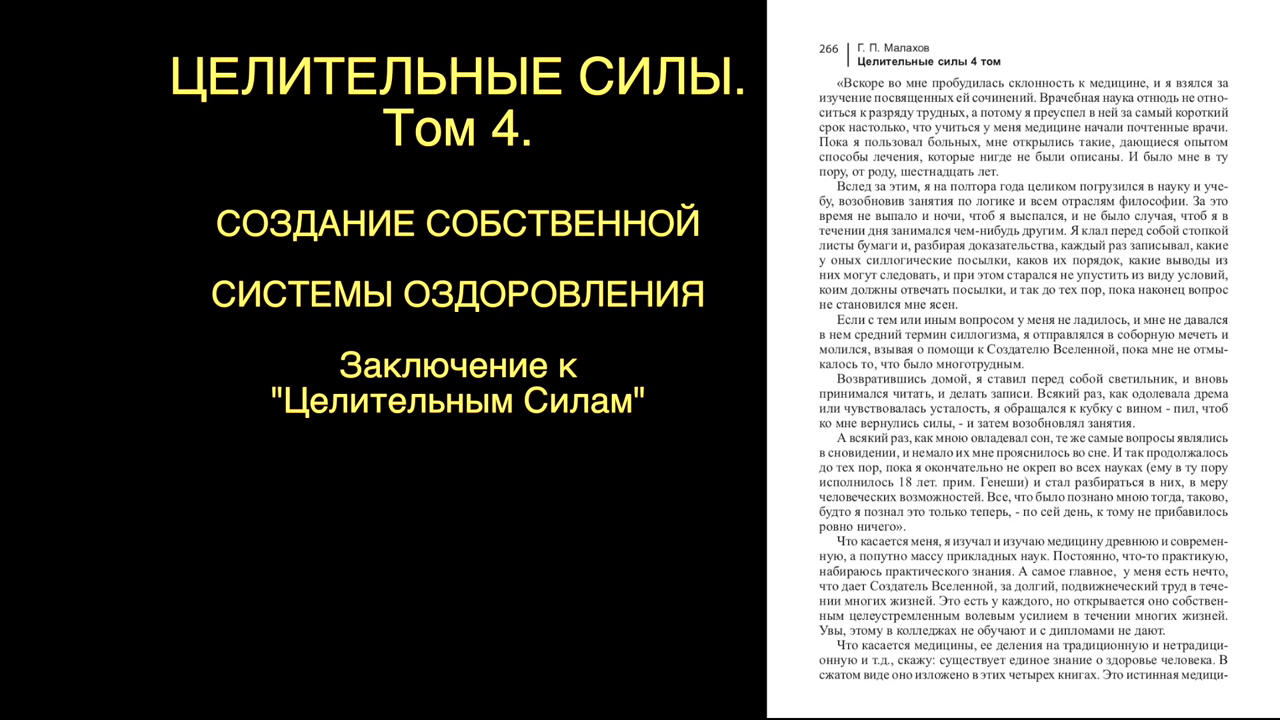 ЦЕЛИТЕЛЬНЫЕ СИЛЫ.
Том 4.
СОЗДАНИЕ СОБСТВЕННОЙ
СИСТЕМЫ ОЗДОРОВЛЕНИЯ
Заключение к
"Целительным Силам"
266
Г. П. Малахов
Целительные силы 4 том
«Вскоре во мне пробудилась склонность к медицине, и я взялся за
изучение посвященных ей сочинений. Врачебная наука отнюдь не отно-
ситься к разряду трудных, а потому я преуспел в ней за самый короткий
срок настолько, что учиться у меня медицине начали почтенные врачи.
Пока я пользовал больных, мне открылись такие, дающиеся опытом
способы лечения, которые нигде не были описаны. И было мне в ту
пору, от роду, шестнадцать лет.
Вслед за этим, я на полтора года целиком погрузился в науку и уче-
бу, возобновив занятия по логике и всем отраслям философии. За это
время не выпало и ночи, чтоб я выспался, и не было случая, чтоб я в
течении дня занимался чем-нибудь другим. Я клал перед собой стопкой
листы бумаги и, разбирая доказательства, каждый раз записывал, какие
у оных силлогические посылки, каков их порядок, какие выводы из
них могут следовать, и при этом старался не упустить из виду условий,
коим должны отвечать посылки, и так до тех пор, пока наконец вопрос
не становился мне ясен.
Если с тем или иным вопросом у меня не ладилось, и мне не давался
в нем средний термин силлогизма, я отправлялся в соборную мечеть и
молился, взывая о помощи к Создателю Вселенной, пока мне не отмы-
калось то, что было многотрудным.
Возвратившись домой, я ставил перед собой светильник, и вновь
принимался читать, и делать записи. Всякий раз, как одолевала дрема
или чувствовалась усталость, я обращался к кубку с вином - пил, чтоб
ко мне вернулись силы, - и затем возобновлял занятия.
А всякий раз, как мною овладевал сон, те же самые вопросы являлись
в сновидении, и немало их мне прояснилось во сне. И так продолжалось
до тех пор, пока я окончательно не окреп во всех науках (ему в ту пору
исполнилось 18 лет. прим. Генеши) и стал разбираться в них, в меру
человеческих возможностей. Все, что было познано мною тогда, таково,
будто я познал это только теперь, - по сей день, к тому не прибавилось
ровно ничего».
Что касается меня, я изучал и изучаю медицину древнюю и современ-
ную, а попутно массу прикладных наук. Постоянно, что-то практикую,
набираюсь практического знания. А самое главное, у меня есть нечто,
что дает Создатель Вселенной, за долгий, подвижнеческий труд в тече-
нии многих жизней. Это есть у каждого, но открывается оно собствен-
ным целеустремленным волевым усилием в течении многих жизней.
Увы, этому в колледжах не обучают и с дипломами не дают.
Что касается медицины, ее деления на традиционную и нетрадици-
онную и т.д., скажу: существует единое знание о здоровье человека. В
сжатом виде оно изложено в этих четырех книгах. Это истинная медици-